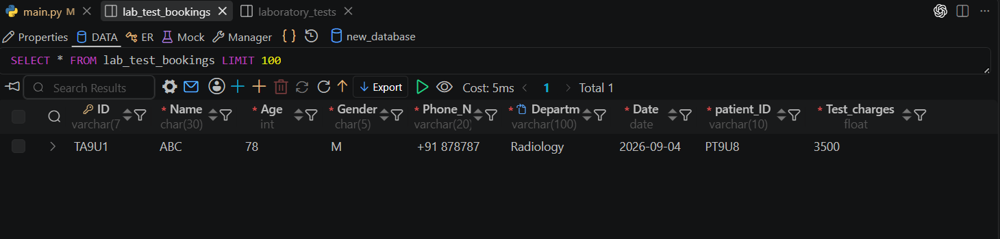 main.py M lab_test_bookings laboratory_tests
Properties DATA ER Mock Manager { } new_database
SELECT * FROM lab_test_bookings LIMIT 100
Search Results Export Cost: 5ms 1 Total 1
* ID * Name * Age * Gender * Phone_N * Departm * Date * patient_ID * Test_charges
varchar(7 char(30) int char(5) varchar(20) varchar(100) date varchar(10) float
TA9U1 ABC 78 M +91 878787 Radiology 2026-09-04 PT9U8 3500